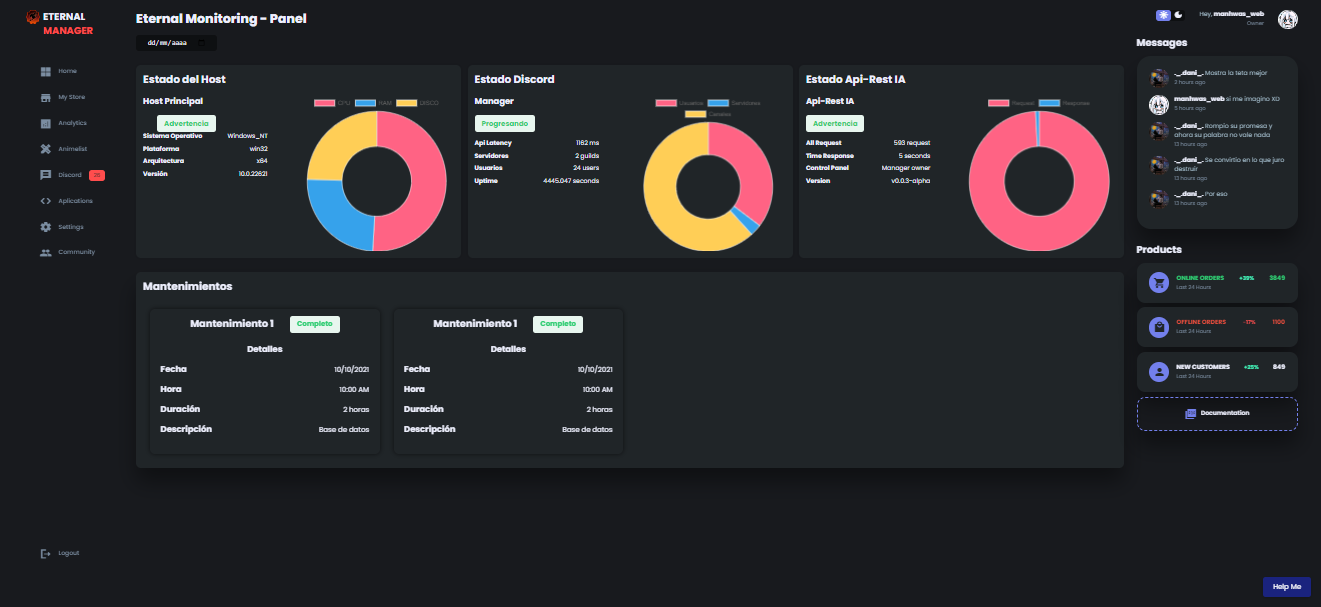 ETERNAL
MANAGER
Home
My Store
Analytics
Animelist
Discord
Aplications
Settings
Community
Logout
Eternal Monitoring - Panel
dd/mm/aaaa
Estado del Host
Host Principal
Advertencia
Sistema Operativo Windows_NT
Plataforma win32
Arquitectura x64
Versión 10.0.22621
CPU RAM DISCO
Estado Discord
Manager
Progresando
Api Latency 1162 ms
Servidores 2 guilds
Usuarios 24 users
Uptime 4445.047 seconds
Usuarios Servidores
Canales
Estado Api-Rest IA
Api-Rest IA
Advertencia
All Request 593 request
Time Response 5 seconds
Control Panel Manager owner
Version v0.0.3-alpha
Request Response
Mantenimientos
Mantenimiento 1 Completo
Detalles
Fecha 10/10/2021
Hora 10:00 AM
Duración 2 horas
Descripción Base de datos
Mantenimiento 1 Completo
Detalles
Fecha 10/10/2021
Hora 10:00 AM
Duración 2 horas
Descripción Base de datos
Hey, manhwas_web
Owner
Messages
._.dani_. Mostra la teta mejor
2 hours ago
manhwas_web si me imagino XD
5 hours ago
._.dani_. Rompio su promesa y
ahora su palabra no vale nada
13 hours ago
._.dani_. Se convirtio en lo que juro
destruir
13 hours ago
._.dani_. Por eso
13 hours ago
Products
ONLINE ORDERS +39% 3849
Last 24 Hours
OFFLINE ORDERS -17% 1100
Last 24 Hours
NEW CUSTOMERS +25% 849
Last 24 Hours
Documentation
Help Me